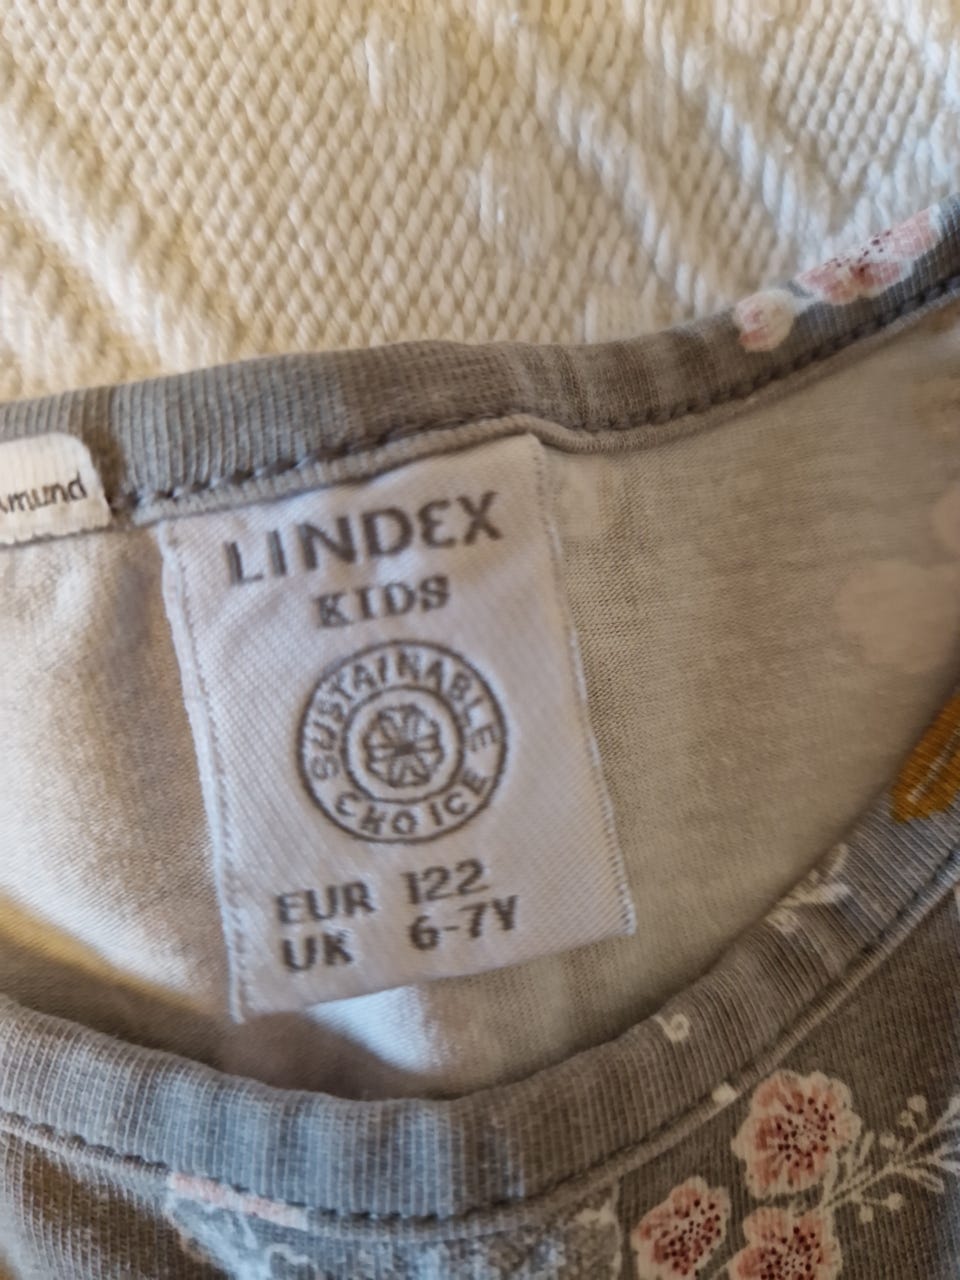 LINDEX
KIDS
SUSTAINABLE
CHOICE
EUR 122
UK 6-7Y